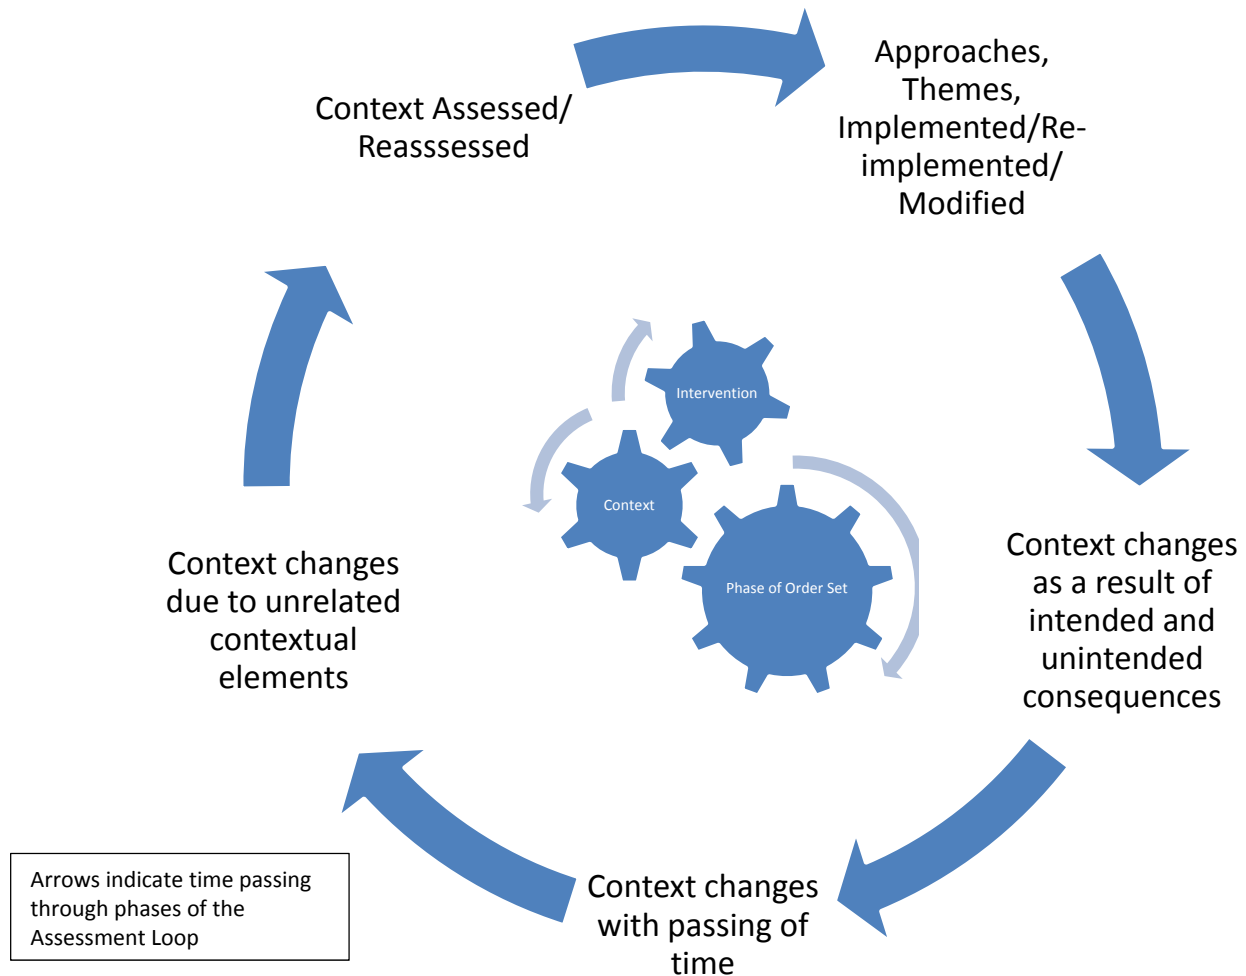 Context Assessed/
Reasssessed
Approaches,
Themes,
Implemented/Re-
implemented/
Modified
Intervention
Context
Phase of Order Set
Context changes
as a result of
intended and
unintended
consequences
Context changes
due to unrelated
contextual
elements
Context changes
with passing of
time
Arrows indicate time passing
through phases of the
Assessment Loop